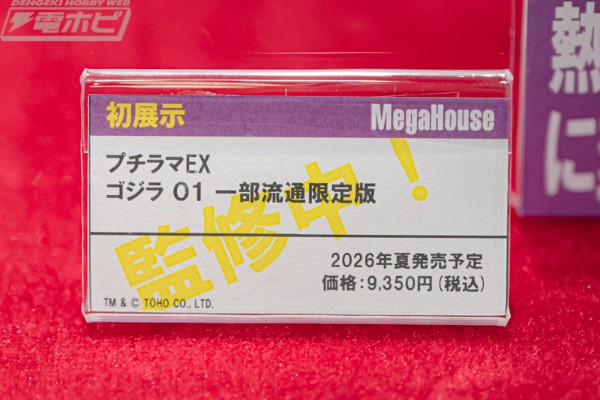 DENGEKI HOBBY WEB
電ホビ
初展示 MegaHouse
プチラマEX
ゴジラ 01 一部流通限定版
監修中!
2026年夏発売予定
価格:9,350円(税込)
TM & © TOHO CO., LTD.
熱
に